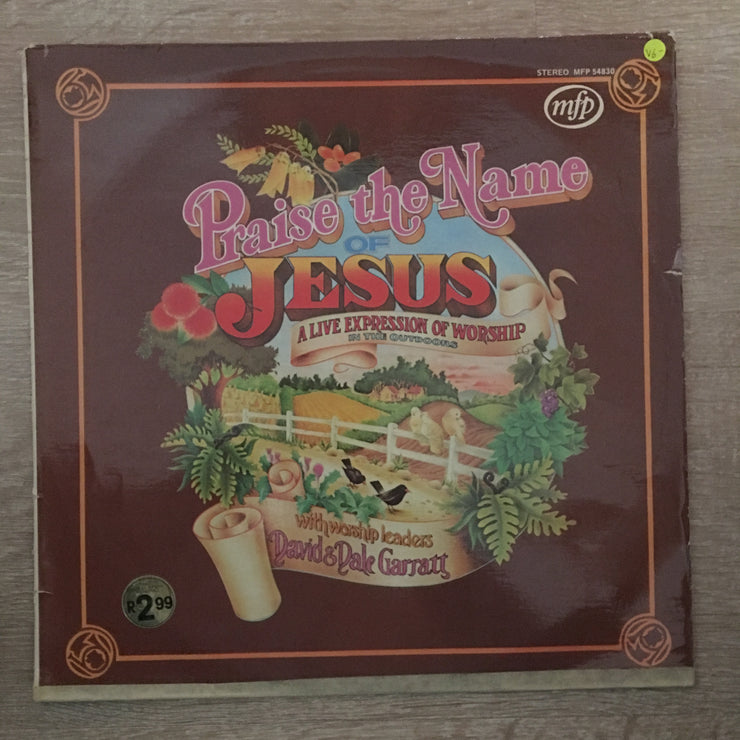 V6-
STEREO MFP 54830
mfp
Praise the Name
OF
JESUS
A LIVE EXPRESSION OF WORSHIP
IN THE OUTDOORS
with worship leaders
David & Dale Garratt
R2.99